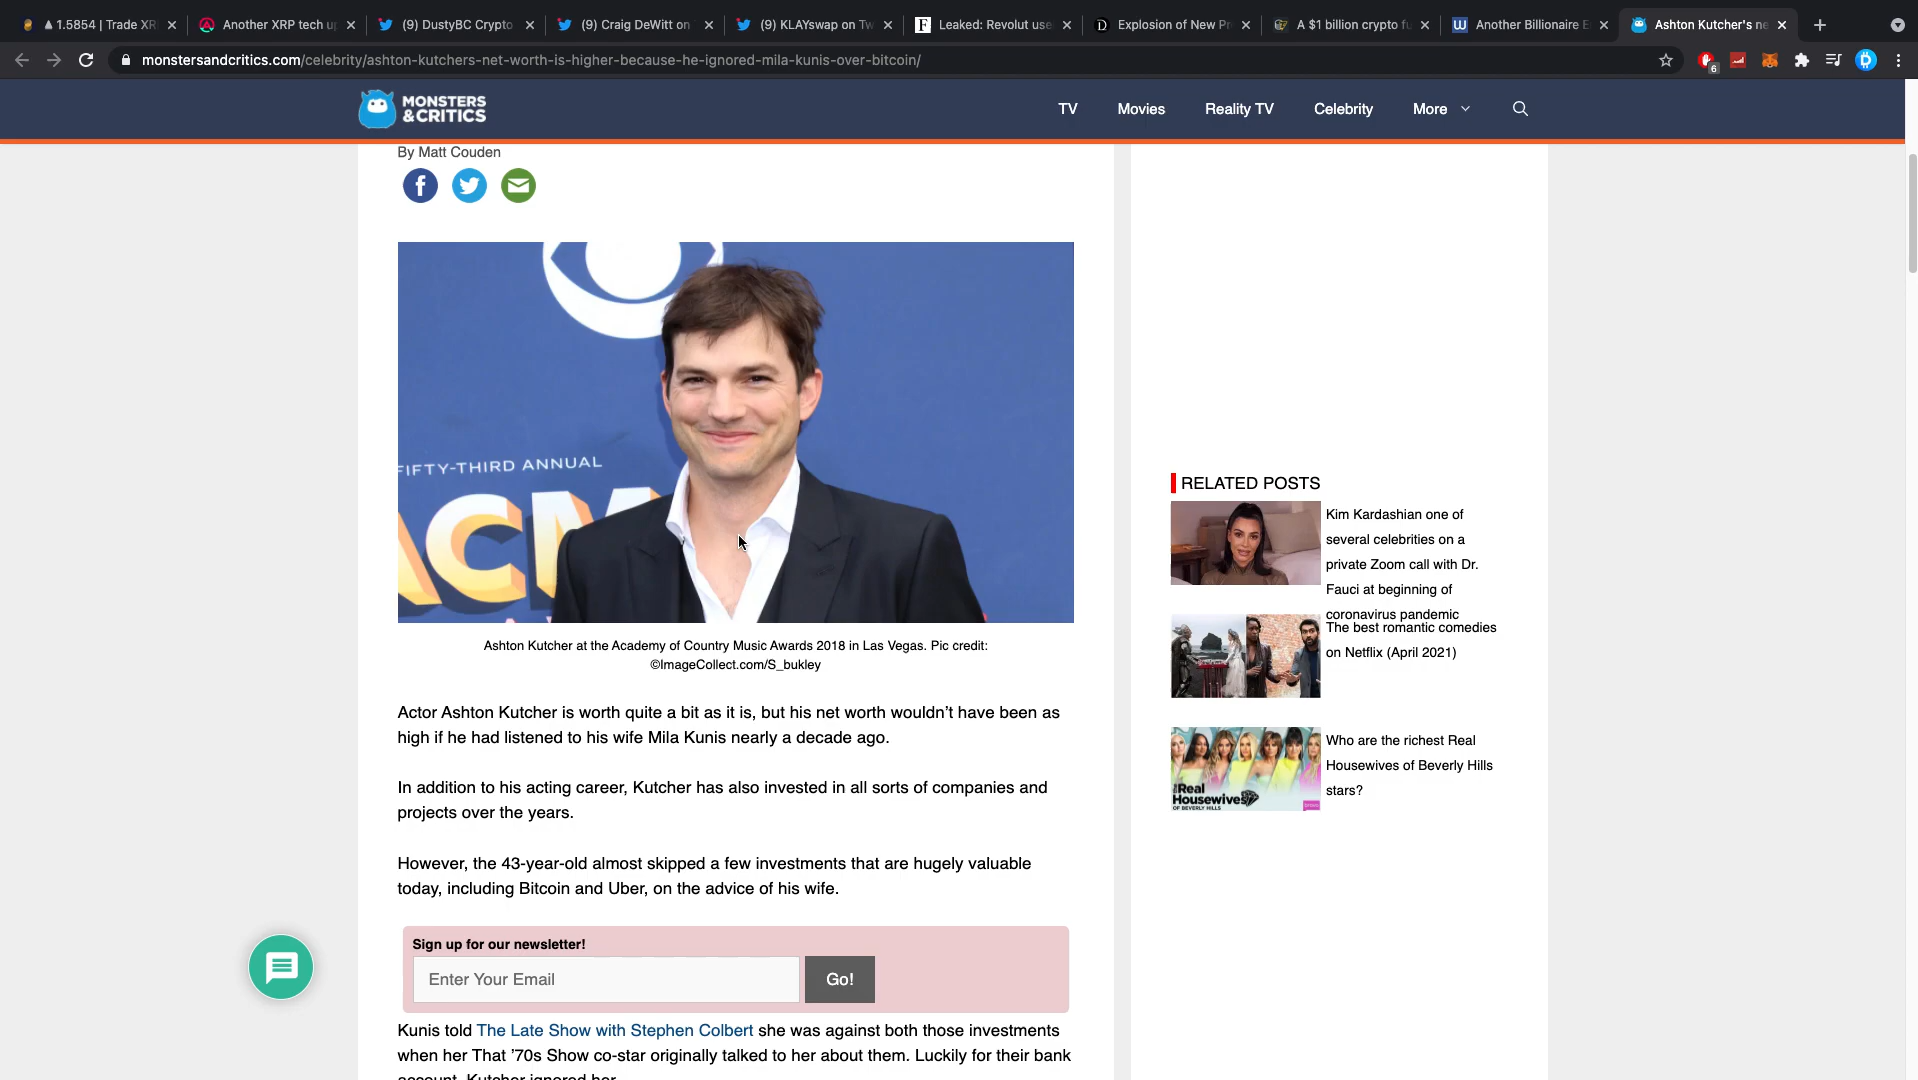 1.5854 | Trade XR
Another XRP tech up
(9) DustyBC Crypto
(9) Craig DeWitt on
(9) KLAYswap on Tw
Leaked: Revolut use
Explosion of New Pr
A $1 billion crypto fu
Another Billionaire E
Ashton Kutcher's ne
monstersandcritics.com/celebrity/ashton-kutchers-net-worth-is-higher-because-he-ignored-mila-kunis-over-bitcoin/
6
MONSTERS
&CRITICS
TV
Movies
Reality TV
Celebrity
More
By Matt Couden
FIFTY-THIRD ANNUAL
ACM
Ashton Kutcher at the Academy of Country Music Awards 2018 in Las Vegas. Pic credit:
©ImageCollect.com/S_bukley
Actor Ashton Kutcher is worth quite a bit as it is, but his net worth wouldn't have been as
high if he had listened to his wife Mila Kunis nearly a decade ago.
In addition to his acting career, Kutcher has also invested in all sorts of companies and
projects over the years.
However, the 43-year-old almost skipped a few investments that are hugely valuable
today, including Bitcoin and Uber, on the advice of his wife.
Sign up for our newsletter!
Enter Your Email
Go!
Kunis told The Late Show with Stephen Colbert she was against both those investments
when her That '70s Show co-star originally talked to her about them. Luckily for their bank
account, Kutcher ignored her.
RELATED POSTS
Kim Kardashian one of
several celebrities on a
private Zoom call with Dr.
Fauci at beginning of
coronavirus pandemic
The best romantic comedies
on Netflix (April 2021)
The Real
Housewives
OF BEVERLY HILLS
Who are the richest Real
Housewives of Beverly Hills
stars?